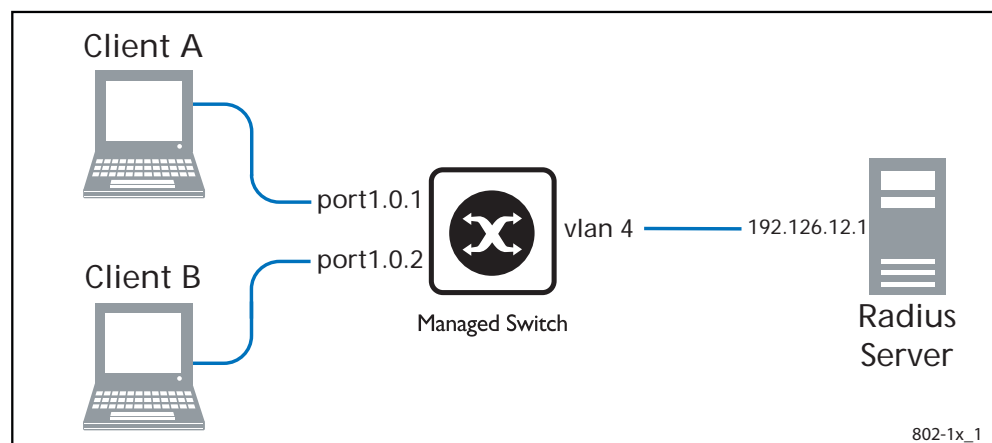 Client A
port1.0.1
port1.0.2
vlan 4
192.126.12.1
Client B
Managed Switch
Radius
Server
802-1x_1